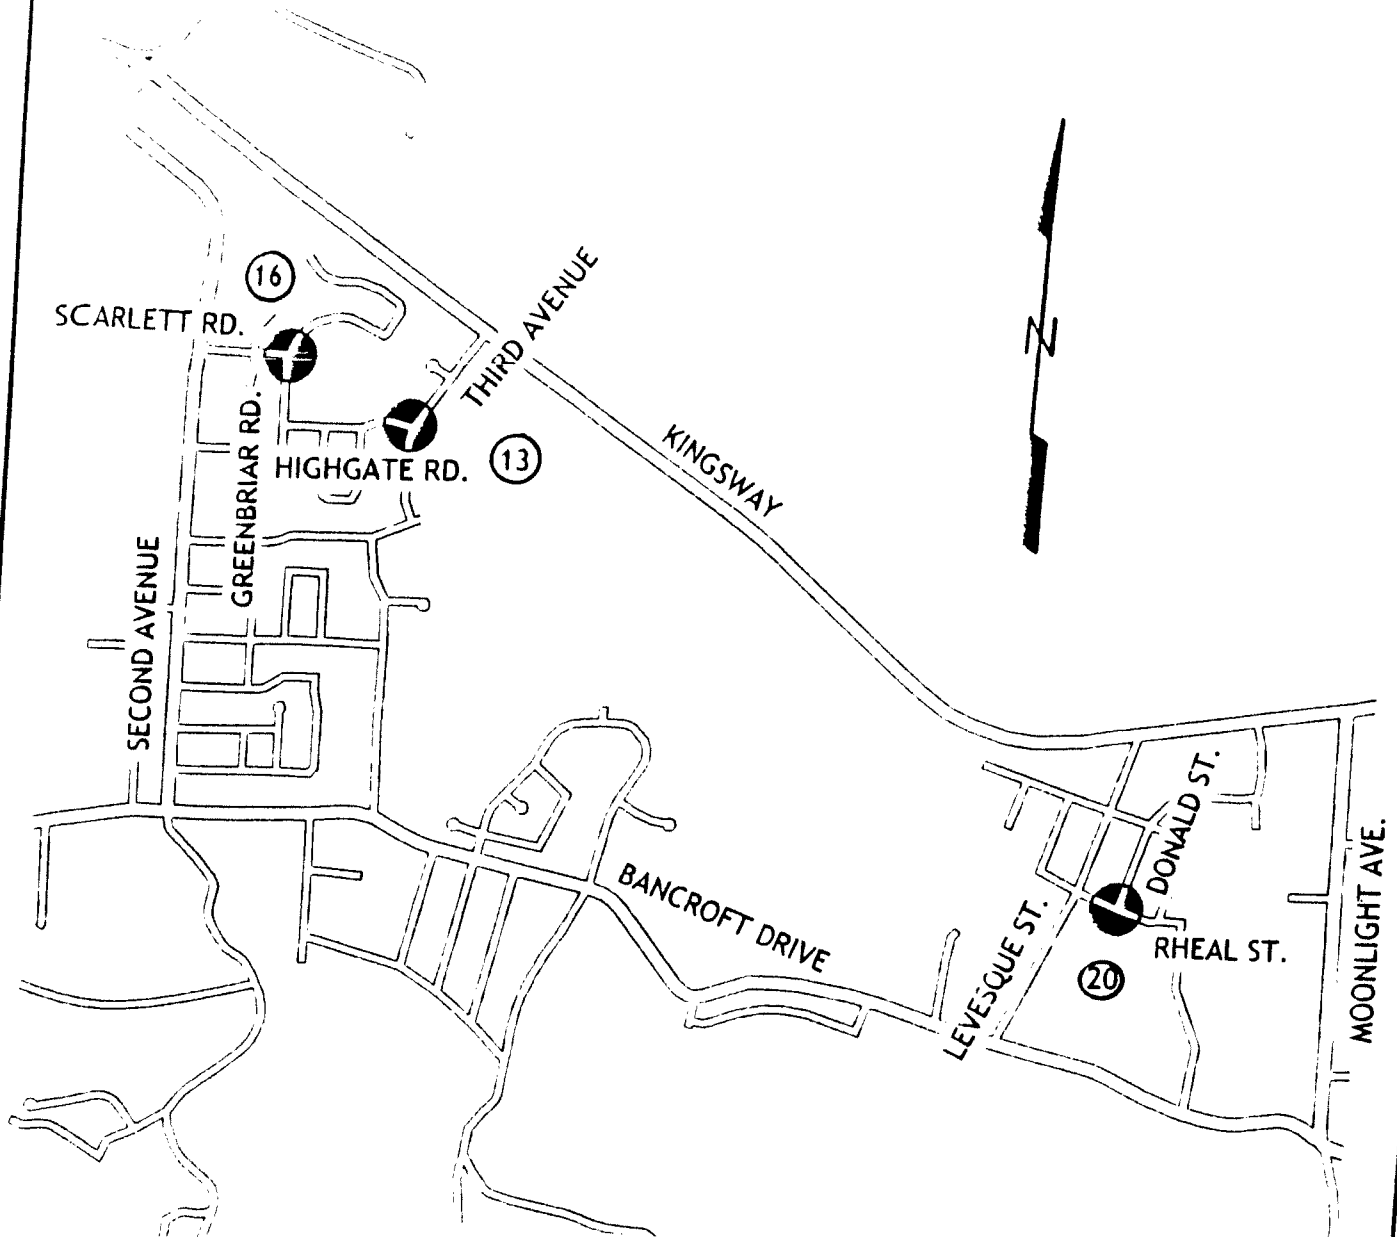 16
SCARLETT RD.
THIRD AVENUE
N
GREENBRIAR RD.
HIGHGATE RD.
13
KINGSWAY
SECOND AVENUE
DONALD ST.
BANCROFT DRIVE
LEVESQUE ST.
MOONLIGHT AVE.
RHEAL ST.
20